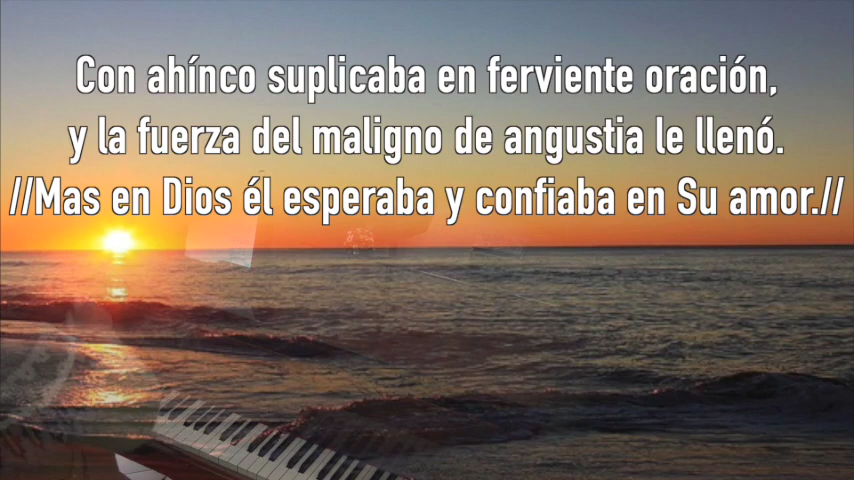 Con ahínco suplicaba en ferviente oración,
y la fuerza del maligno de angustia le llenó.
//Mas en Dios él esperaba y confiaba en Su amor.//